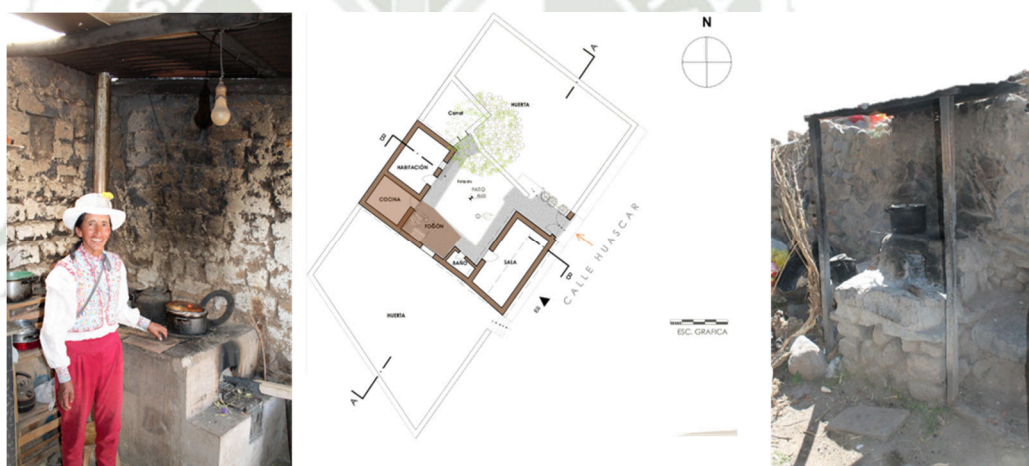 N
A
HUERTA
Corral
B
HABITACIÓN
PATIO
COCINA
FOGÓN
BAÑO
SALA
B
CALLE HUASCAR
HUERTA
ESC. GRAFICA
A